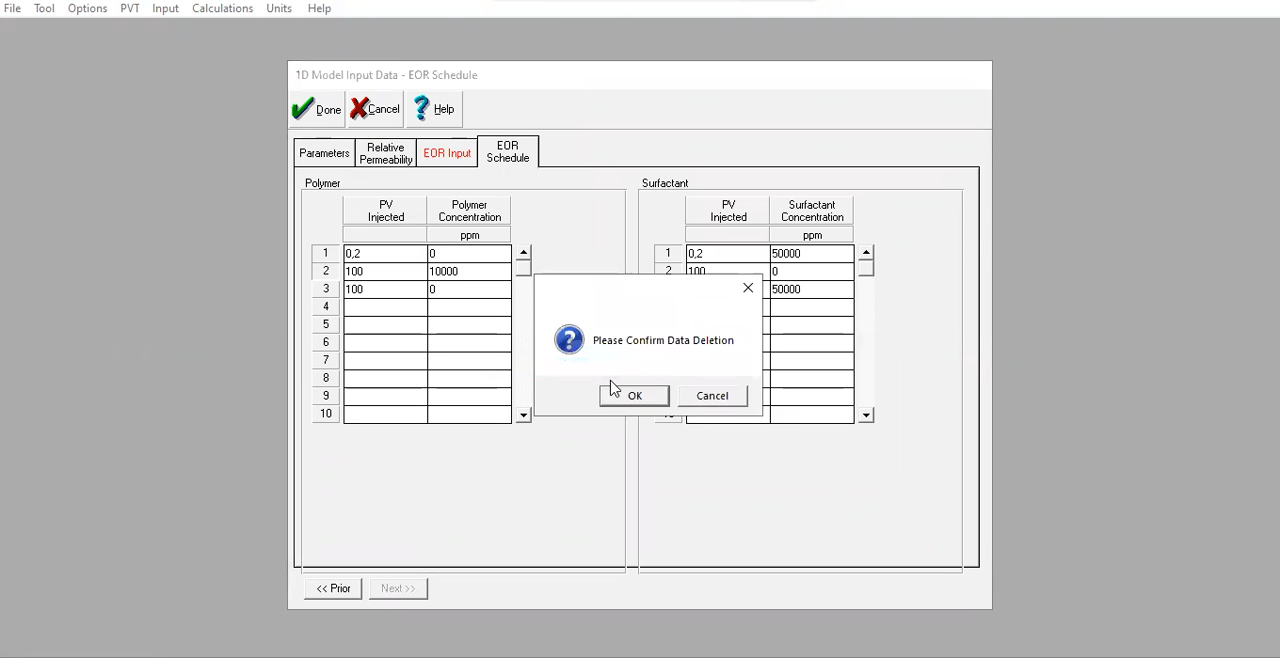 File Tool Options PVT Input Calculations Units Help
1D Model Input Data - EOR Schedule
Done Cancel ? Help
Parameters Relative Permeability EOR Input EOR Schedule
Polymer Surfactant
PV Injected Polymer Concentration PV Injected Surfactant Concentration
ppm ppm
1 0,2 0 1 0,2 50000
2 100 10000 2 100 0
3 100 0 50000
4
5
6
7
8
9
10
? Please Confirm Data Deletion
OK Cancel
<< Prior Next >>